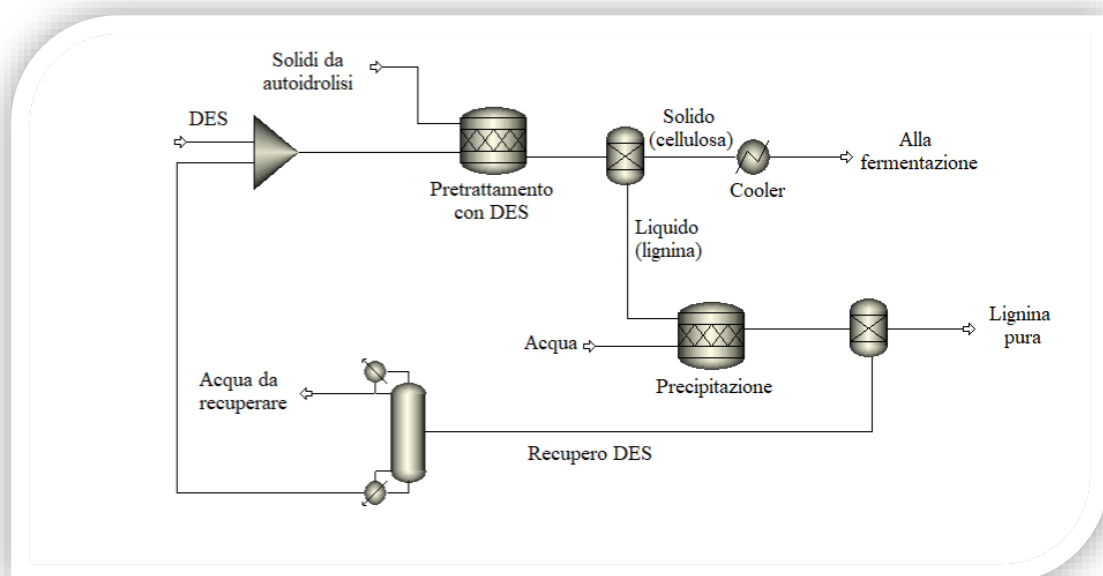 Solidi da
autoidrolisi
DES
Pretrattamento
con DES
Solido
(cellulosa)
Cooler
Alla
fermentazione
Liquido
(lignina)
Acqua
Precipitazione
Lignina
pura
Acqua da
recuperare
Recupero DES